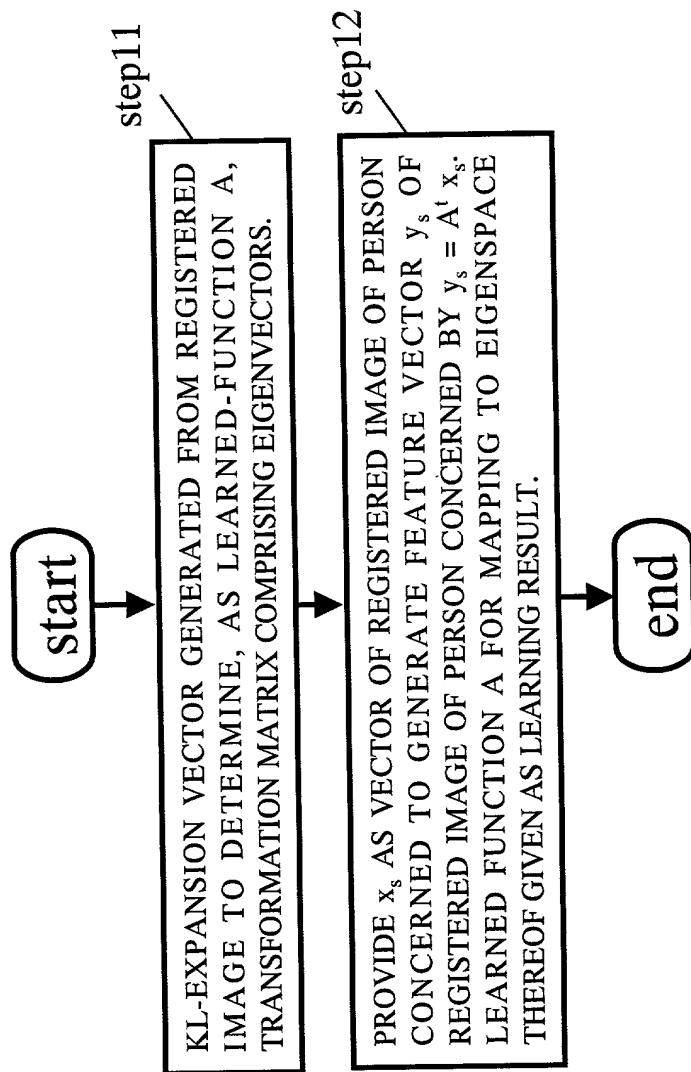 start
step11
KL-EXPANSION VECTOR GENERATED FROM REGISTERED
IMAGE TO DETERMINE, AS LEARNED-FUNCTION A,
TRANSFORMATION MATRIX COMPRISING EIGENVECTORS.
step12
PROVIDE xₛ AS VECTOR OF REGISTERED IMAGE OF PERSON
CONCERNED TO GENERATE FEATURE VECTOR yₛ OF
REGISTERED IMAGE OF PERSON CONCERNED BY yₛ = Aᵗ xₛ.
LEARNED FUNCTION A FOR MAPPING TO EIGENSPACE
THEREOF GIVEN AS LEARNING RESULT.
end